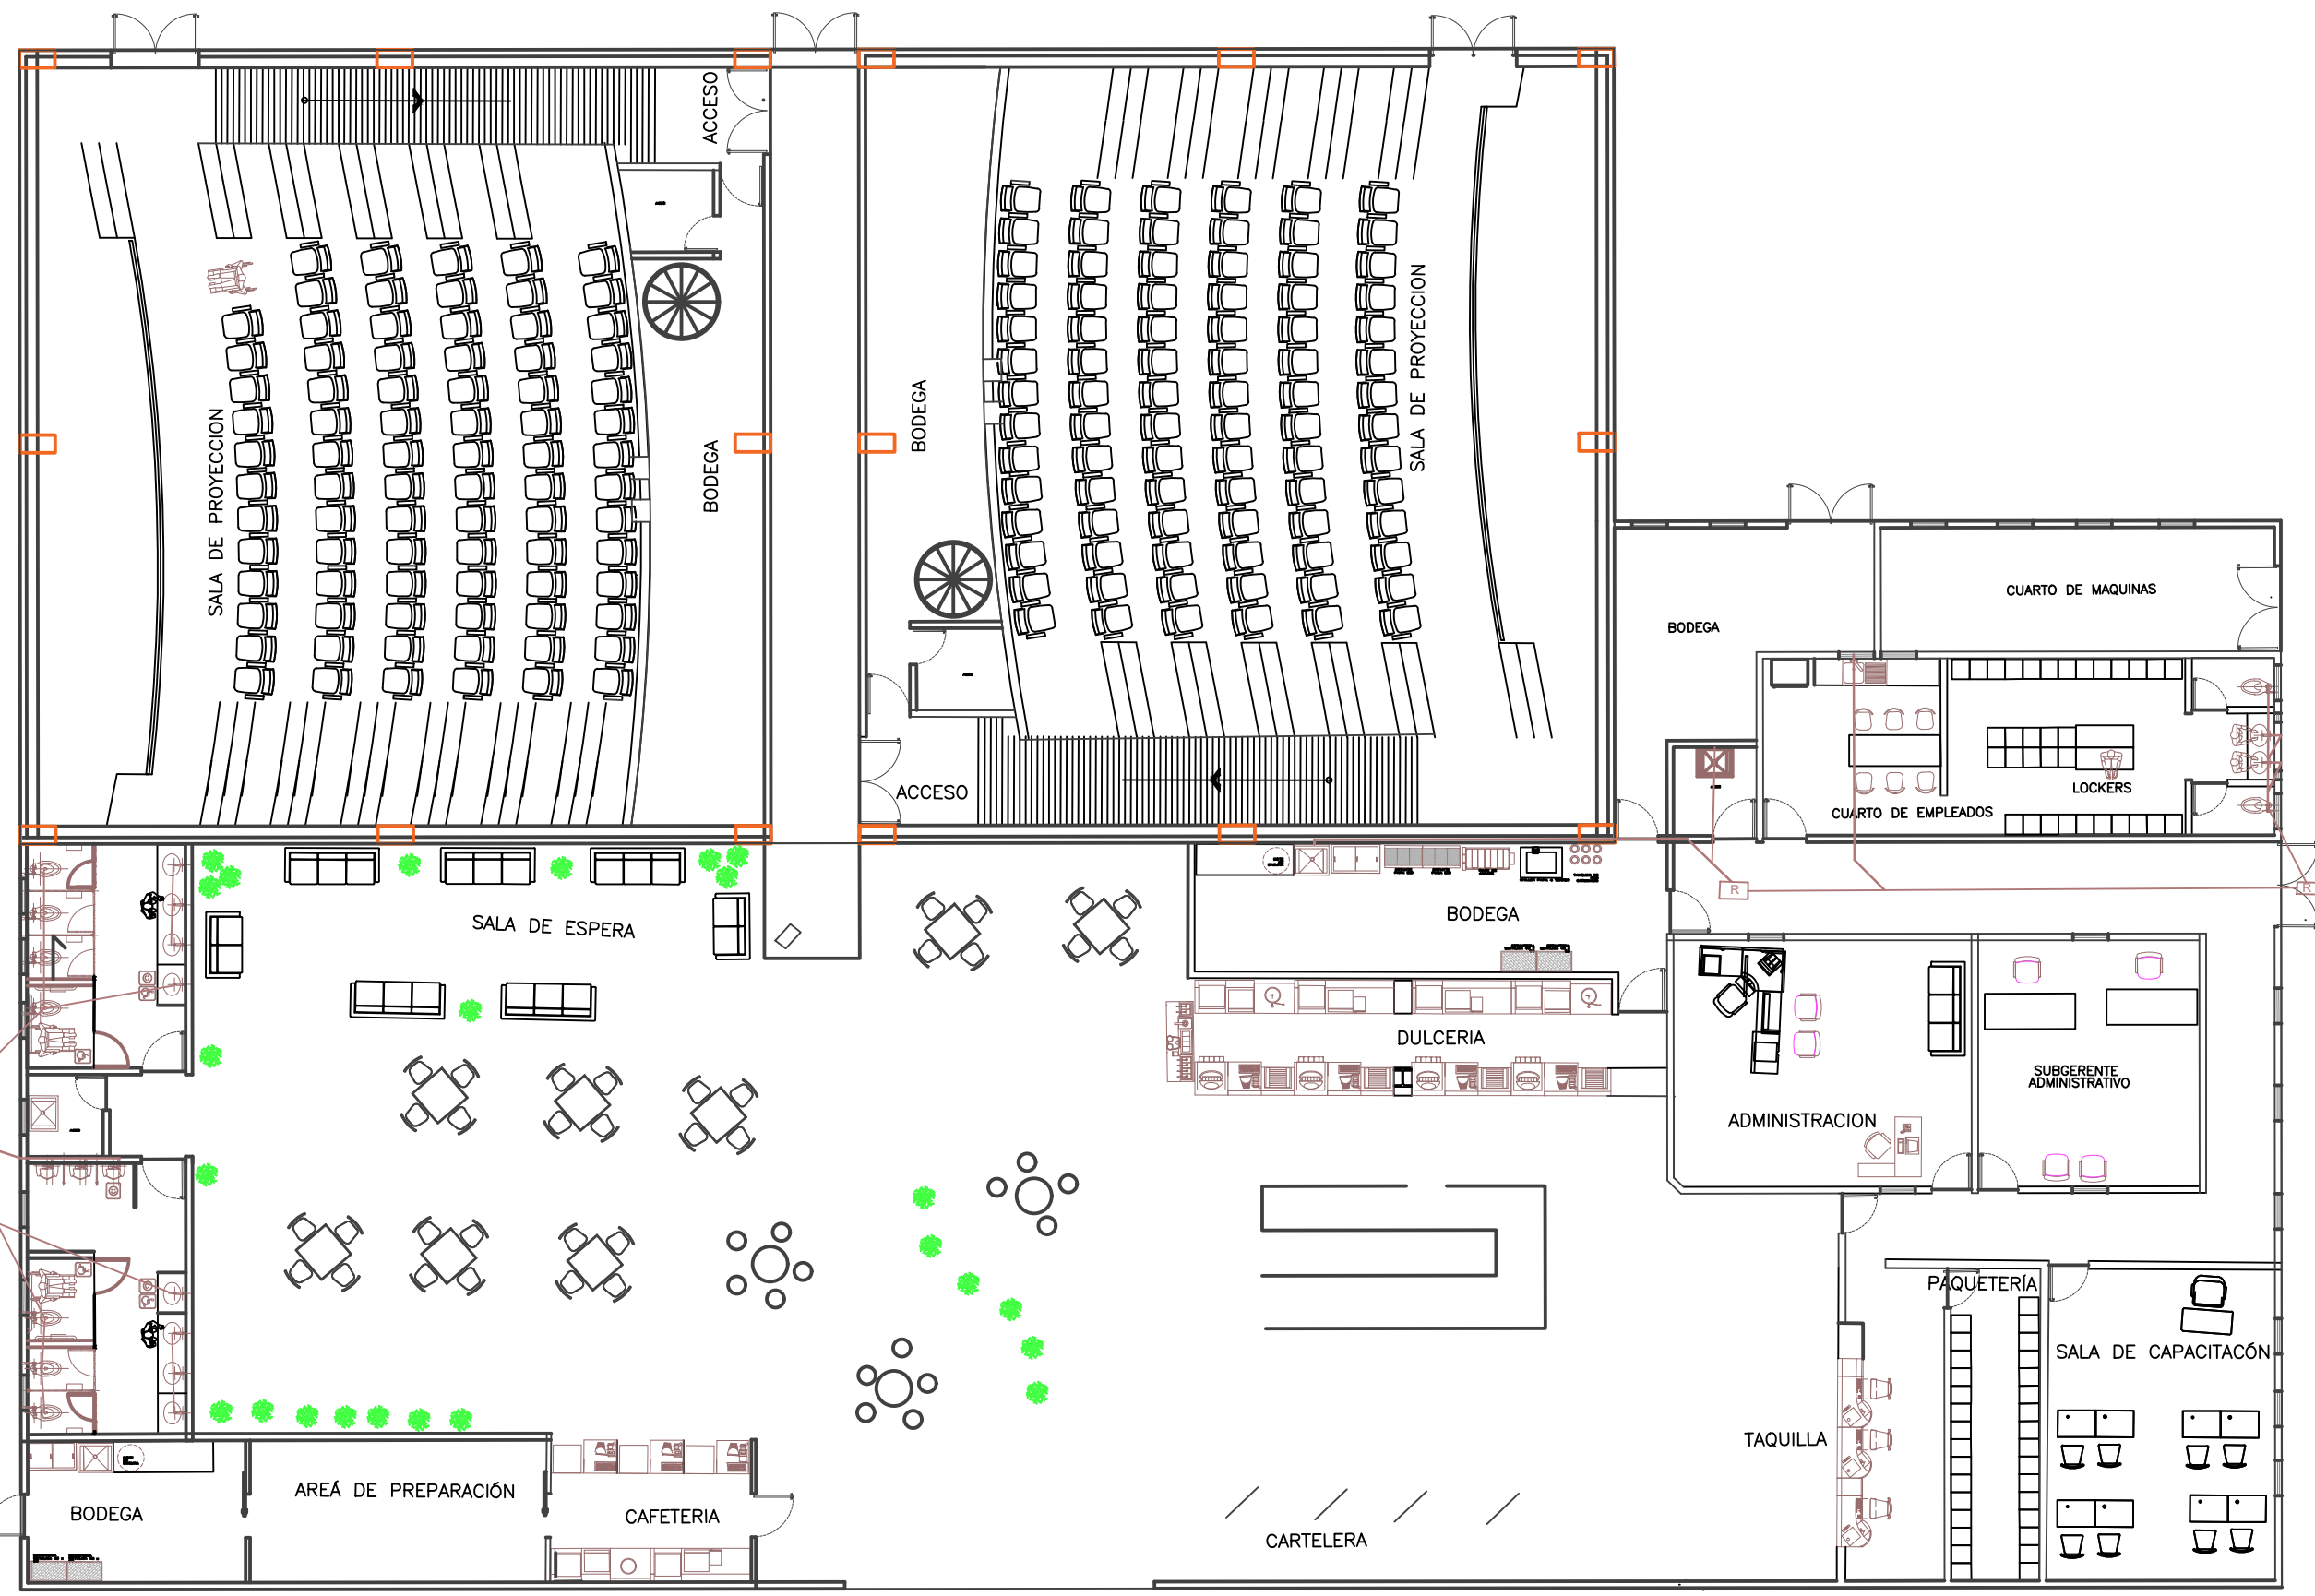 ACCESO
SALA DE PROYECCION
SALA DE PROYECCION
BODEGA
BODEGA
CUARTO DE MAQUINAS
BODEGA
ACCESO
LOCKERS
CUARTO DE EMPLEADOS
R
R
SALA DE ESPERA
BODEGA
DULCERIA
SUBGERENTE
ADMINISTRATIVO
ADMINISTRACION
PAQUETERÍA
SALA DE CAPACITACÓN
TAQUILLA
AREÁ DE PREPARACIÓN
BODEGA
CAFETERIA
CARTELERA